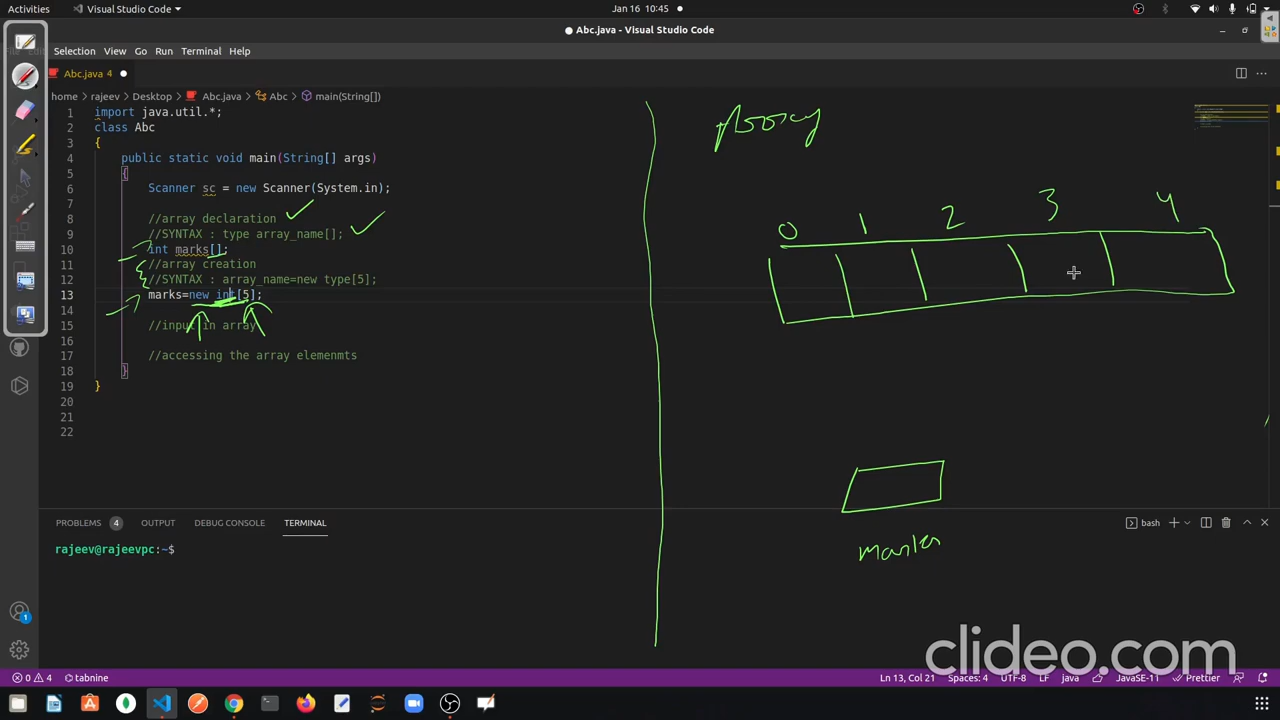 Activities
Visual Studio Code
Jan 16 10:45
Abc.java - Visual Studio Code
Selection View Go Run Terminal Help
Abc.java 4
home rajeev Desktop Abc.java Abc main(String[])
1 import java.util.*;
2 class Abc
3 {
4 public static void main(String[] args)
5 {
6 Scanner sc = new Scanner(System.in);
7
8 //array declaration
9 //SYNTAX : type array_name[];
10 int marks[];
11 //array creation
12 //SYNTAX : array_name=new type[5];
13 marks=new int[5];
14
15 //input in array
16
17 //accessing the array elemenmts
18 }
19 }
20
21
22
Array
0 1 2 3 4
marks
PROBLEMS 4 OUTPUT DEBUG CONSOLE TERMINAL
bash
rajeev@rajeevpc:~$
clideo.com
0 4 tabnine
Ln 13, Col 21 Spaces: 4 UTF-8 LF java JavaSE-11 Prettier